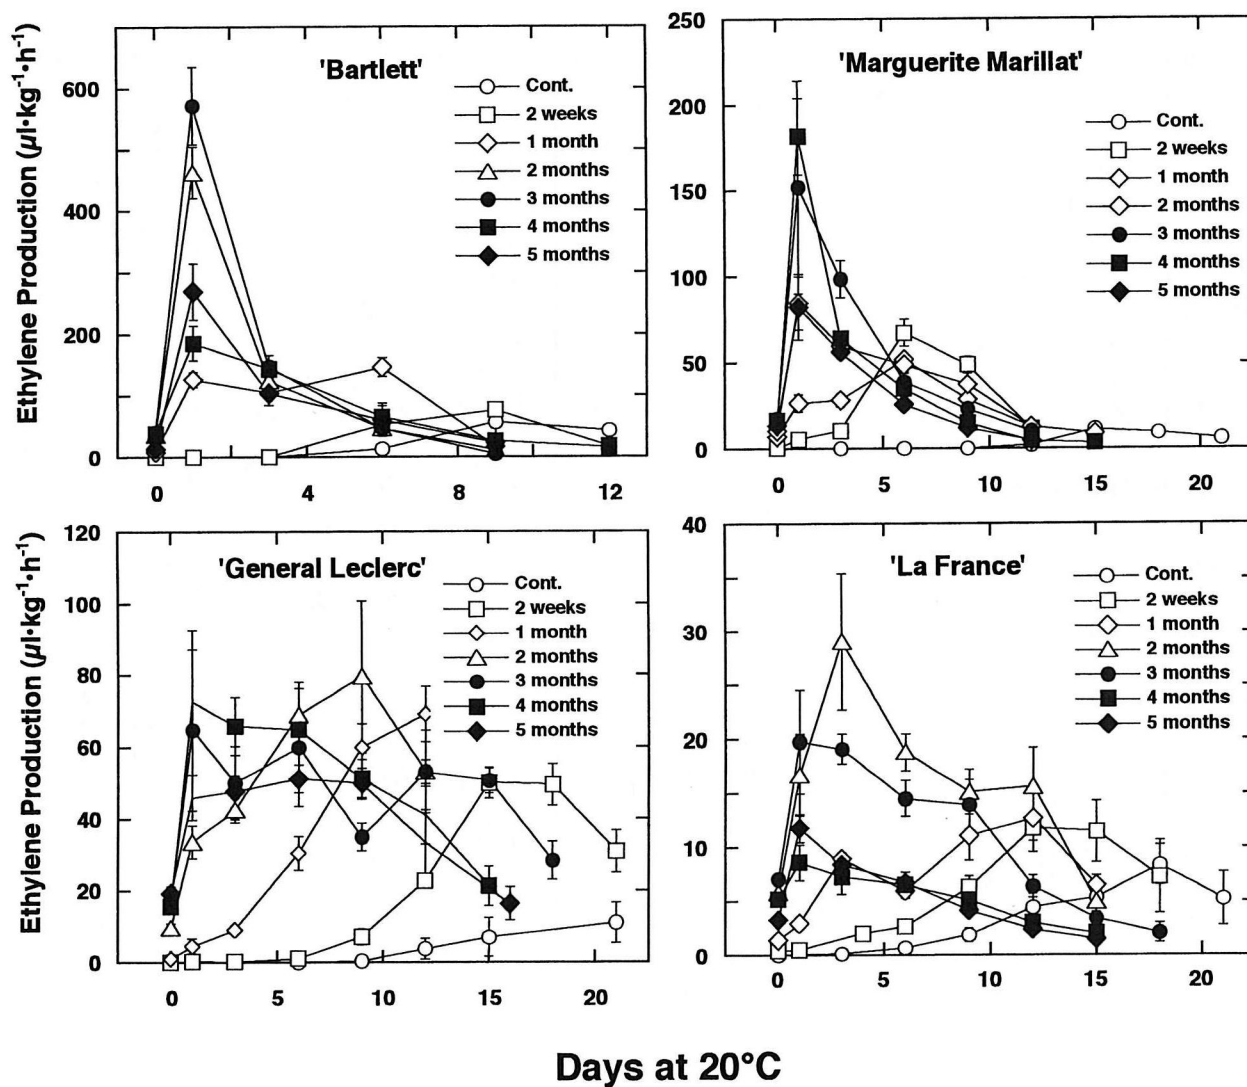 Ethylene Production (µl•kg⁻¹•h⁻¹)
'Bartlett'
Cont.
2 weeks
1 month
2 months
3 months
4 months
5 months
600
400
200
0
0 4 8 12
'Marguerite Marillat'
Cont.
2 weeks
1 month
2 months
3 months
4 months
5 months
250
200
150
100
50
0
0 5 10 15 20
Ethylene Production (µl•kg⁻¹•h⁻¹)
'General Leclerc'
Cont.
2 weeks
1 month
2 months
3 months
4 months
5 months
120
100
80
60
40
20
0
0 5 10 15 20
'La France'
Cont.
2 weeks
1 month
2 months
3 months
4 months
5 months
40
30
20
10
0
0 5 10 15 20
Days at 20°C